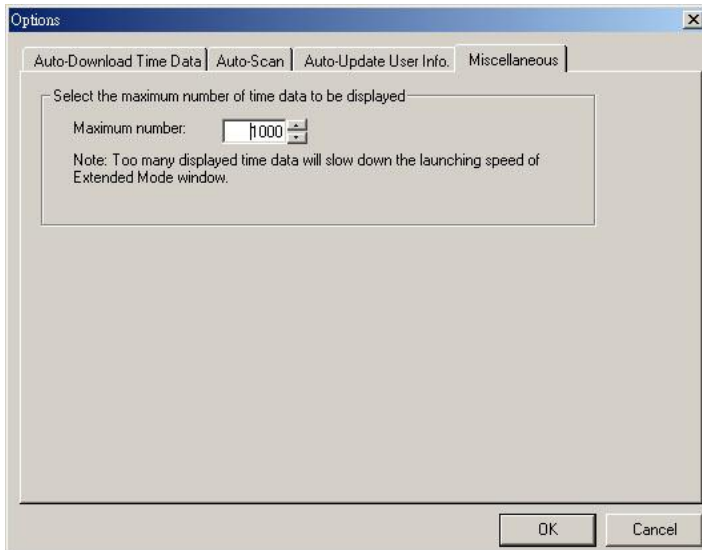 Options
Auto-Download Time Data Auto-Scan Auto-Update User Info. Miscellaneous
Select the maximum number of time data to be displayed
Maximum number: 1000
Note: Too many displayed time data will slow down the launching speed of
Extended Mode window.
OK Cancel